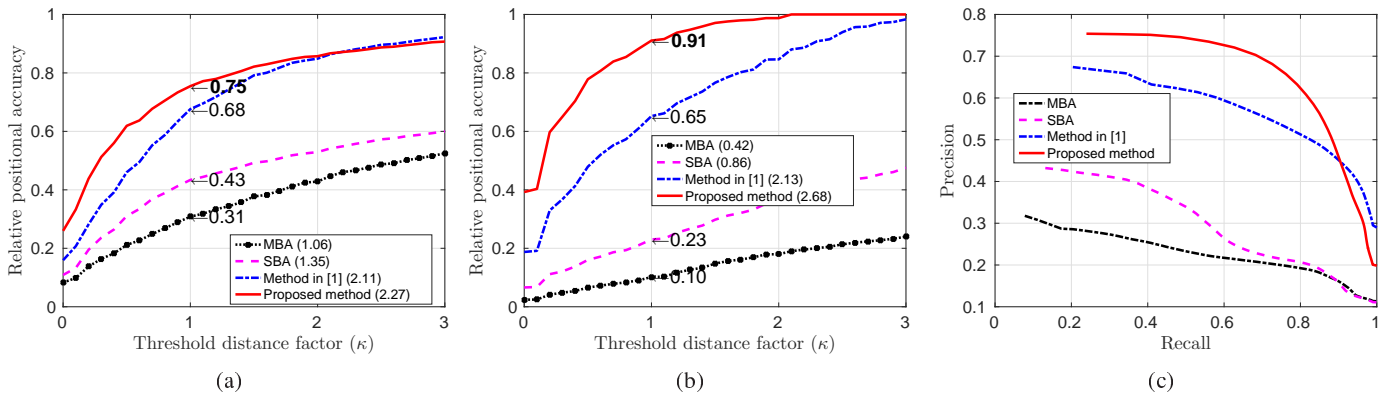 Relative positional accuracy
1
0.8
0.6
0.4
0.2
0
←0.75
←0.68
←0.43
←0.31
MBA (1.06)
SBA (1.35)
Method in [1] (2.11)
Proposed method (2.27)
0 1 2 3
Threshold distance factor (κ)
(a)
Relative positional accuracy
1
0.8
0.6
0.4
0.2
0
←0.91
←0.65
←0.23
←0.10
MBA (0.42)
SBA (0.86)
Method in [1] (2.13)
Proposed method (2.68)
0 1 2 3
Threshold distance factor (κ)
(b)
Precision
0.8
0.7
0.6
0.5
0.4
0.3
0.2
0.1
MBA
SBA
Method in [1]
Proposed method
0 0.2 0.4 0.6 0.8 1
Recall
(c)